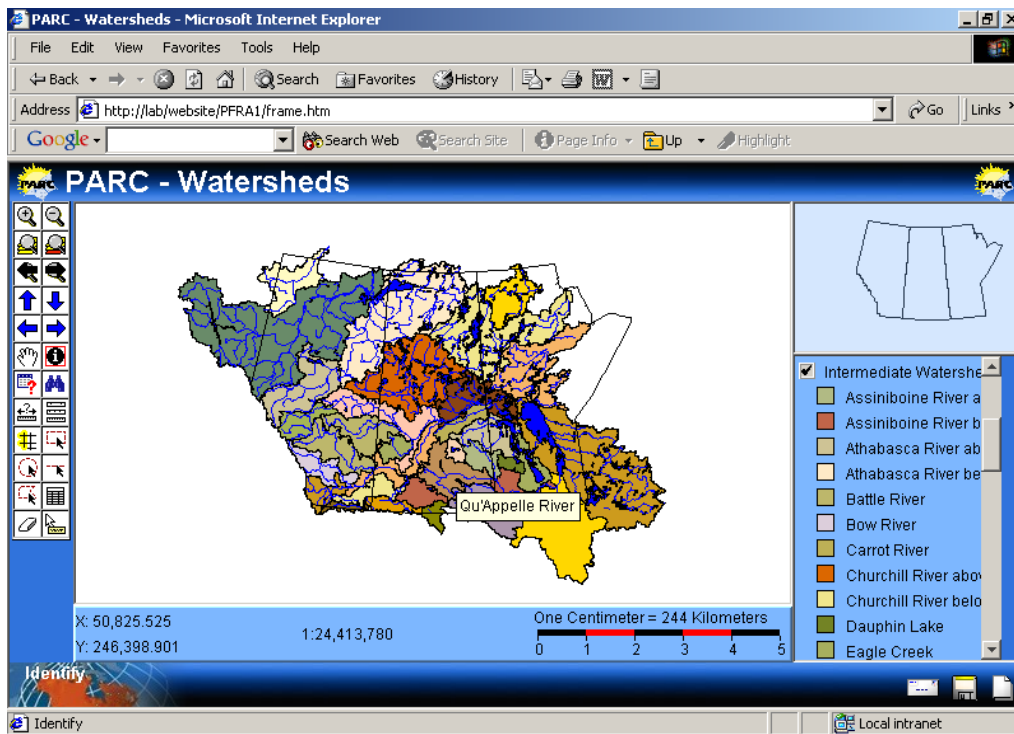 PARC - Watersheds - Microsoft Internet Explorer
File Edit View Favorites Tools Help
Back Search Favorites History
Address http://lab/website/PFRA1/frame.htm Go Links
Google Search Web Search Site Page Info Up Highlight
PARC PARC - Watersheds PARC
Intermediate Watershe
Assiniboine River a
Assiniboine River b
Athabasca River ab
Athabasca River be
Battle River
Qu'Appelle River
Bow River
Carrot River
Churchill River abov
Churchill River belo
Dauphin Lake
Eagle Creek
X: 50,825.525
Y: 246,398.901
1:24,413,780
One Centimeter = 244 Kilometers
0 1 2 3 4 5
Identify
Identify Local intranet